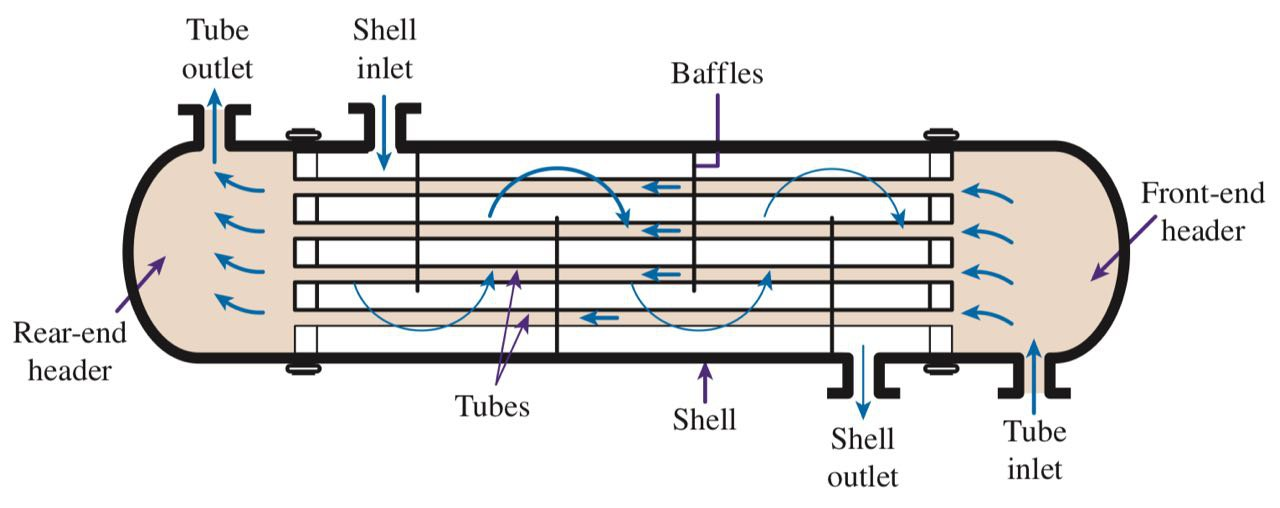 Tube
outlet
Shell
inlet
Baffles
Front-end
header
Rear-end
header
Tubes
Shell
Shell
outlet
Tube
inlet